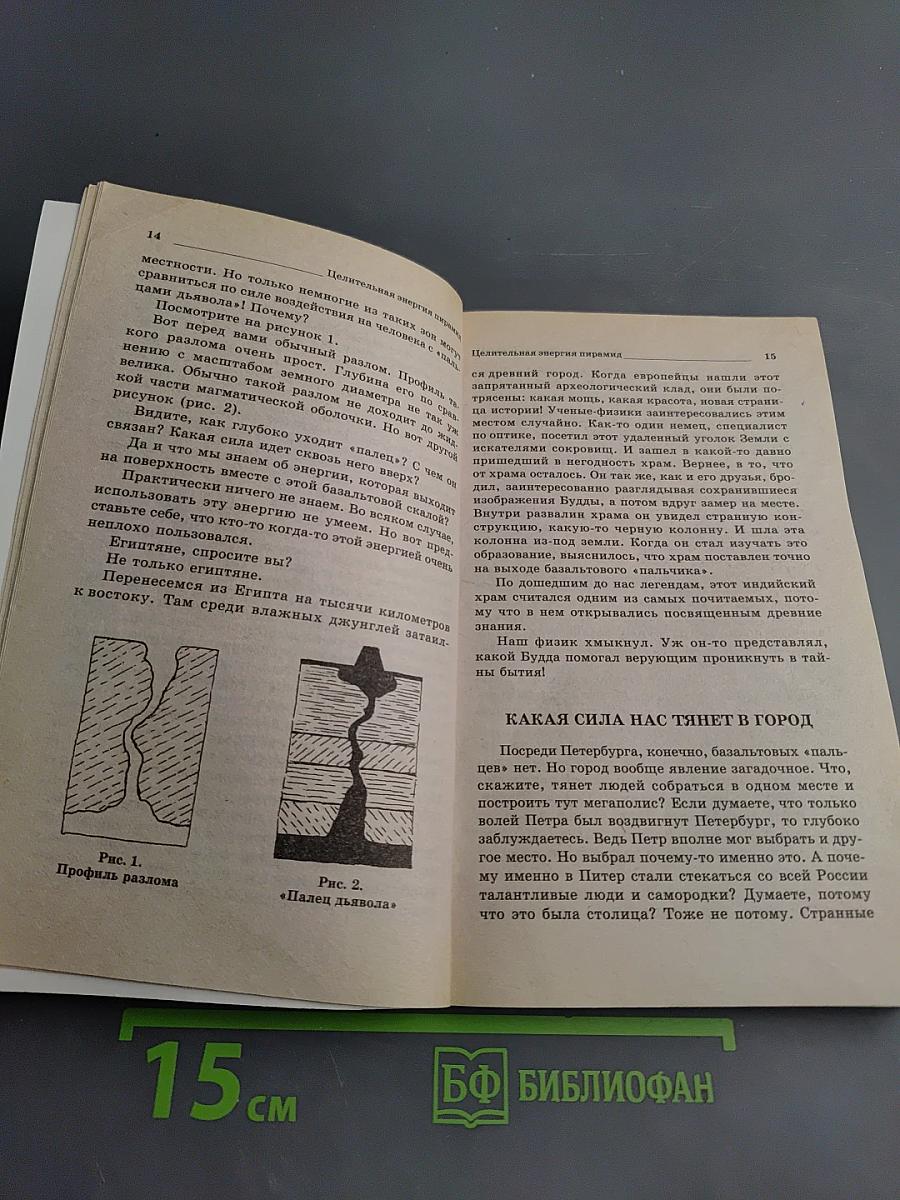 14
Целительная энергия пирамид
местности. Но только немногие из таких зон могут
сравниться по силе воздействия на человека с «паль-
цами дьявола»! Почему?
Посмотрите на рисунок 1.
Вот перед вами обычный разлом. Профиль та-
кого разлома очень прост. Глубина его по срав-
нению с масштабом земного диаметра не так уж
велика. Обычно такой разлом не доходит до жид-
кой части магматической оболочки. Но вот другой
рисунок (рис. 2).
Видите, как глубоко уходит «палец»? С чем он
связан? Какая сила идет сквозь него вверх?
Да и что мы знаем об энергии, которая выходит
на поверхность вместе с этой базальтовой скалой?
Практически ничего не знаем. Во всяком случае,
использовать эту энергию не умеем. Но вот пред-
ставьте себе, что кто-то когда-то этой энергией очень
неплохо пользовался.
Египтяне, спросите вы?
Не только египтяне.
Перенесемся из Египта на тысячи километров
к востоку. Там среди влажных джунглей затаил-
Рис. 1.
Профиль разлома
Рис. 2.
«Палец дьявола»
Целительная энергия пирамид
15
ся древний город. Когда европейцы нашли этот
запрятанный археологический клад, они были по-
трясены: какая мощь, какая красота, новая страни-
ца истории! Ученые-физики заинтересовались этим
местом случайно. Как-то один немец, специалист
по оптике, посетил этот удаленный уголок Земли с
искателями сокровищ. И зашел в какой-то давно
пришедший в негодность храм. Вернее, в то, что
от храма осталось. Он так же, как и его друзья, бро-
дил, заинтересованно разглядывая сохранившиеся
изображения Будды, а потом вдруг замер на месте.
Внутри развалин храма он увидел странную кон-
струкцию, какую-то черную колонну. И шла эта
колонна из-под земли. Когда он стал изучать это
образование, выяснилось, что храм поставлен точно
на выходе базальтового «пальчика».
По дошедшим до нас легендам, этот индийский
храм считался одним из самых почитаемых, пото-
му что в нем открывались посвященным древние
знания.
Наш физик хмыкнул. Уж он-то представлял,
какой Будда помогал верующим проникнуть в тай-
ны бытия!
КАКАЯ СИЛА НАС ТЯНЕТ В ГОРОД
Посреди Петербурга, конечно, базальтовых «паль-
цев» нет. Но город вообще явление загадочное. Что,
скажите, тянет людей собраться в одном месте и
построить тут мегаполис? Если думаете, что только
волей Петра был воздвигнут Петербург, то глубоко
заблуждаетесь. Ведь Петр вполне мог выбрать и дру-
гое место. Но выбрал почему-то именно это. А поче-
му именно в Питер стали стекаться со всей России
талантливые люди и самородки? Думаете, потому
что это была столица? Тоже не потому. Странные
15 см
БФ БИБЛИОФАН